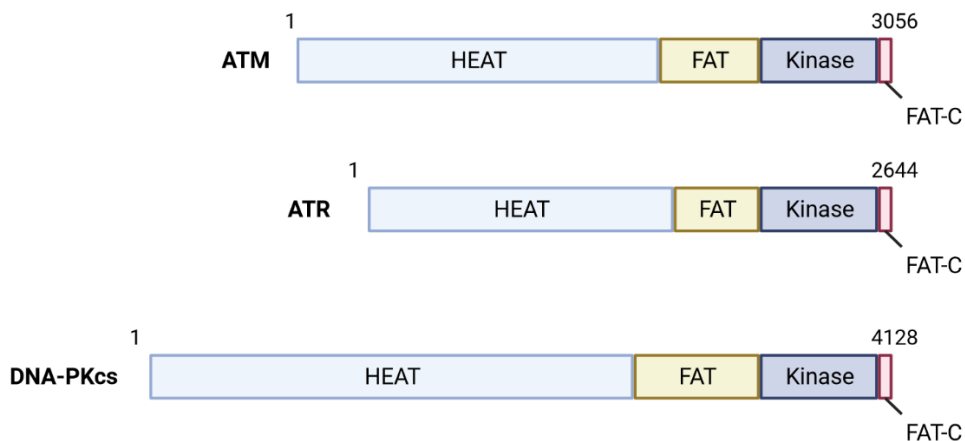 1 3056
ATM HEAT FAT Kinase
FAT-C
1 2644
ATR HEAT FAT Kinase
FAT-C
1 4128
DNA-PKcs HEAT FAT Kinase
FAT-C